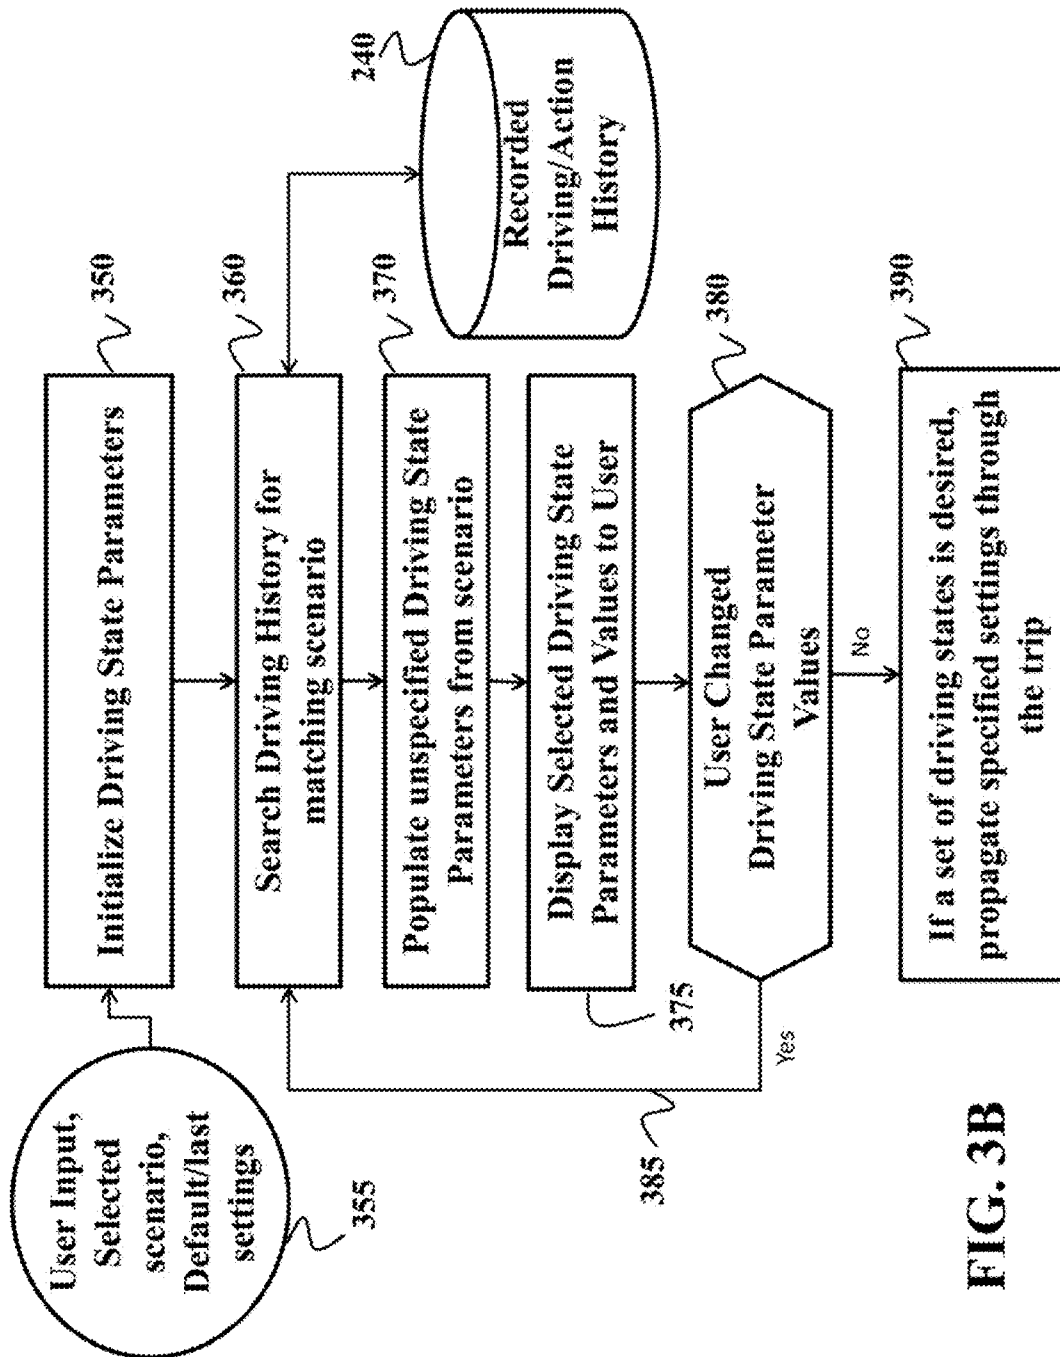 User Input,
Selected
scenario,
Default/last
settings
355
Initialize Driving State Parameters
350
Search Driving History for
matching scenario
360
Recorded
Driving/Action
History
240
Populate unspecified Driving State
Parameters from scenario
370
Display Selected Driving State
Parameters and Values to User
375
User Changed
Driving State Parameter
Values
380
Yes
385
No
If a set of driving states is desired,
propagate specified settings through
the trip
390
FIG. 3B